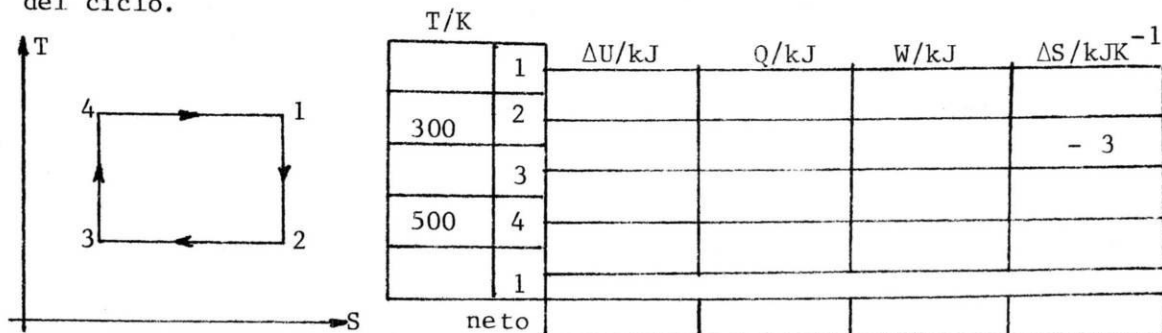 del ciclo.
T/K
T
ΔU/kJ Q/kJ W/kJ ΔS/kJK⁻¹
1
4 1
300 2
- 3
3
500 4
3 2
1
S
neto